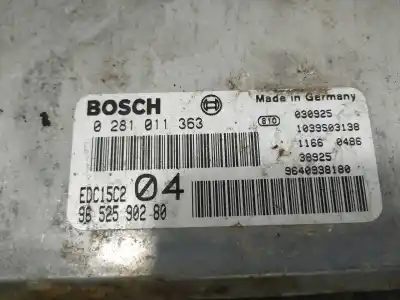 BOSCH
Made in Germany
0 281 011 363
BTC
030925
1039S03138
1166 0486
38925
9640938180
EDC15C2
04
96 525 902 80